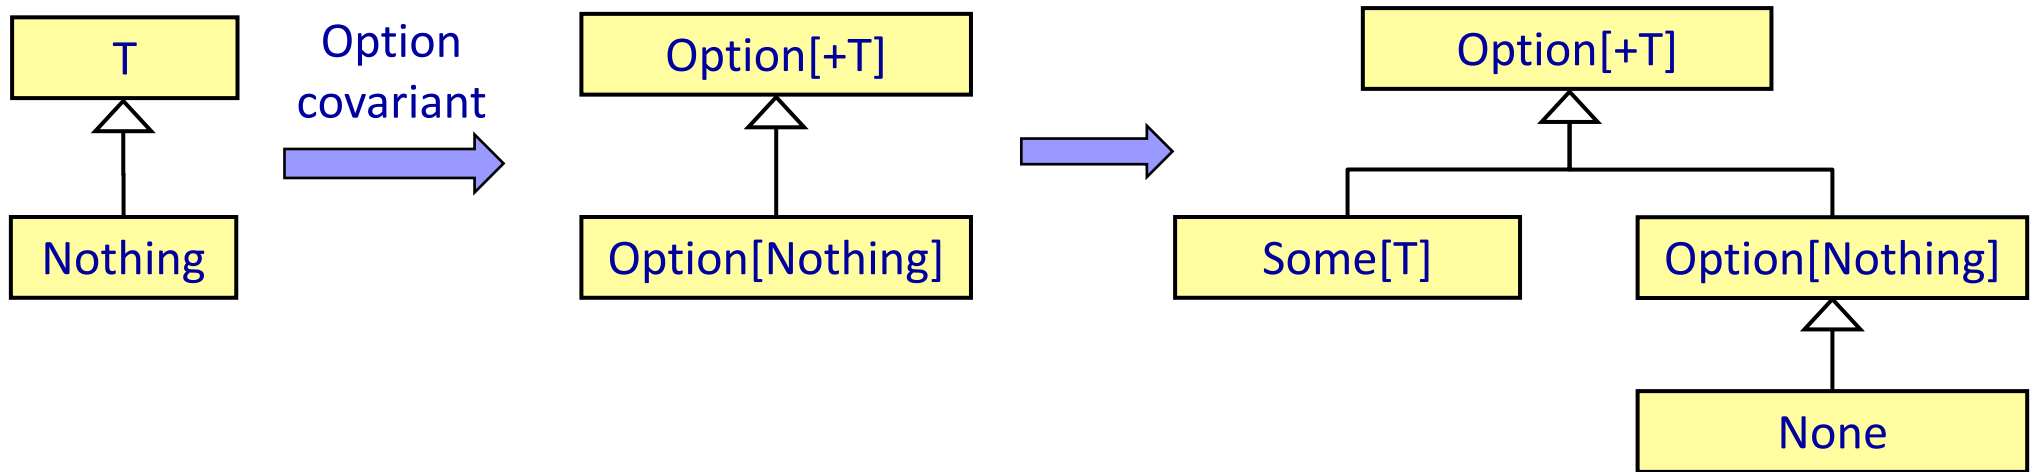 T
Nothing
Option
covariant
Option[+T]
Option[Nothing]
Option[+T]
Some[T]
Option[Nothing]
None